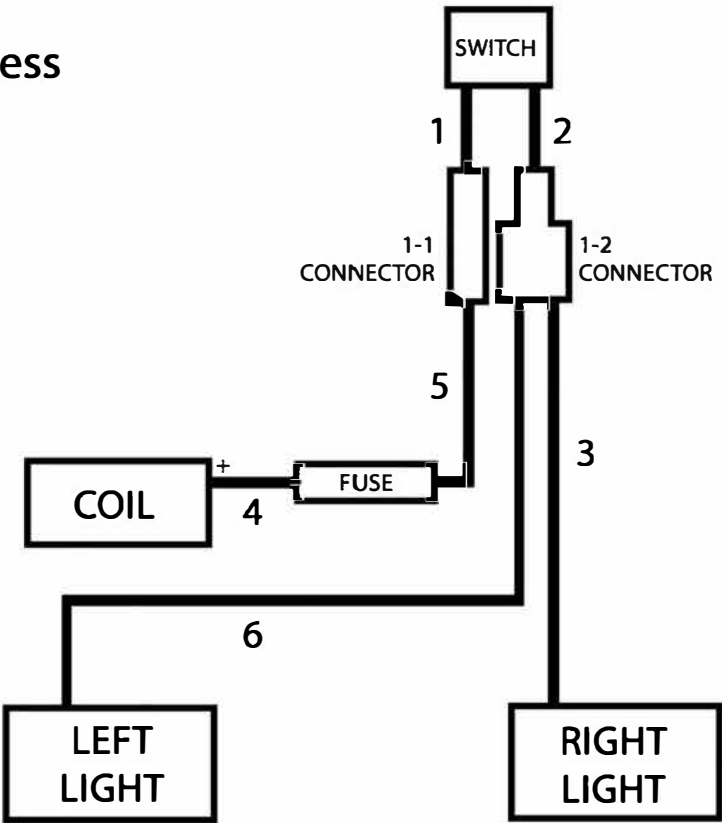 ess
SWITCH
1
2
1-1
CONNECTOR
1-2
CONNECTOR
5
3
+
COIL
4
FUSE
6
LEFT
LIGHT
RIGHT
LIGHT